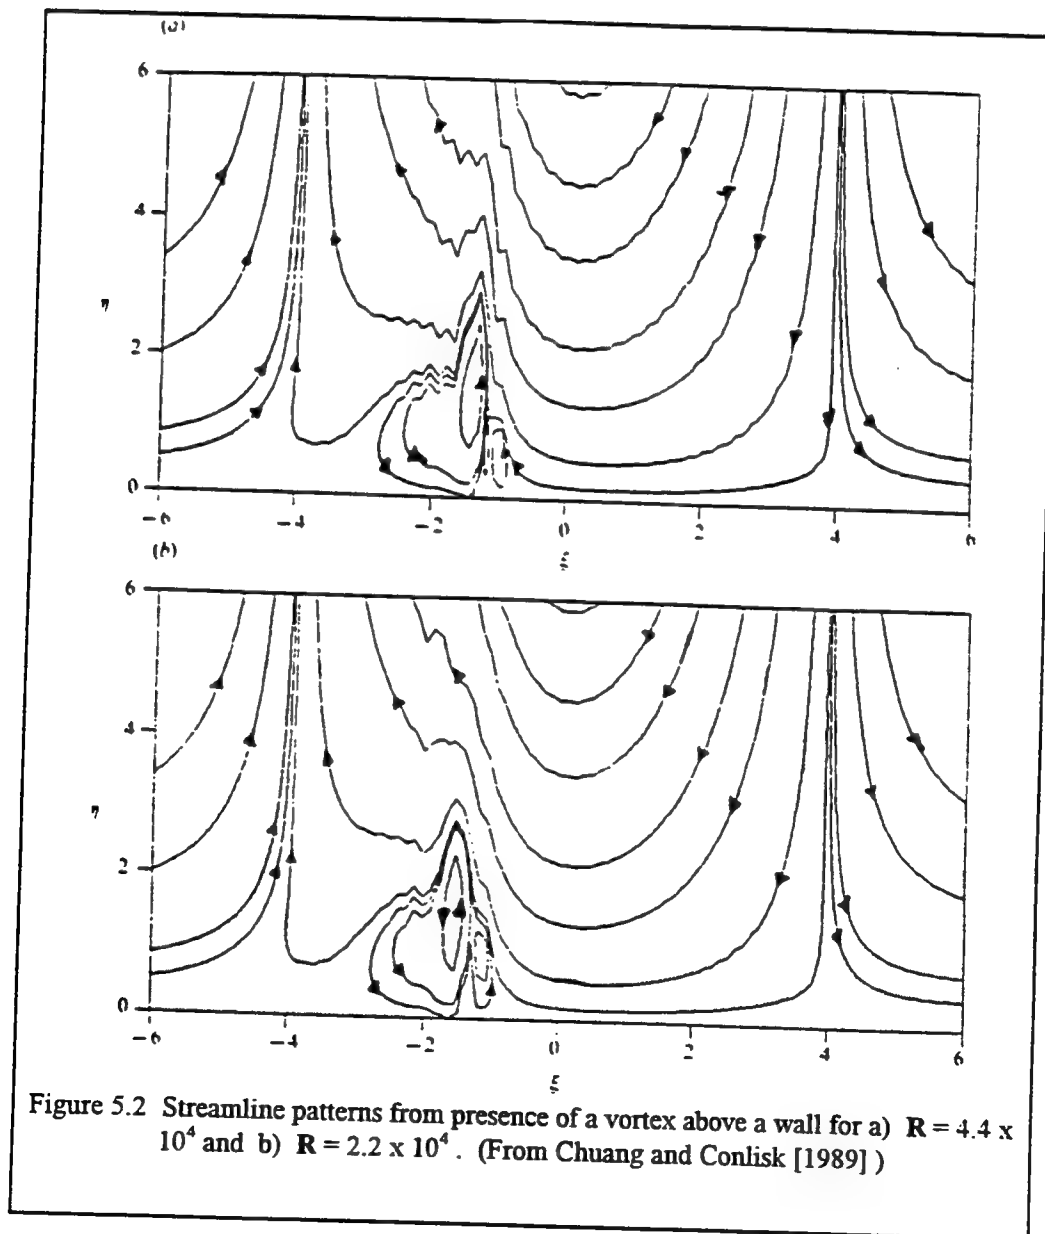 (a)
6
4
η
2
0
−6 −4 −2 0 2 4 6
ξ
(b)
6
4
η
2
0
−6 −4 −2 0 2 4 6
ξ
Figure 5.2 Streamline patterns from presence of a vortex above a wall for a) R = 4.4 x
10⁴ and b) R = 2.2 x 10⁴. (From Chuang and Conlisk [1989] )